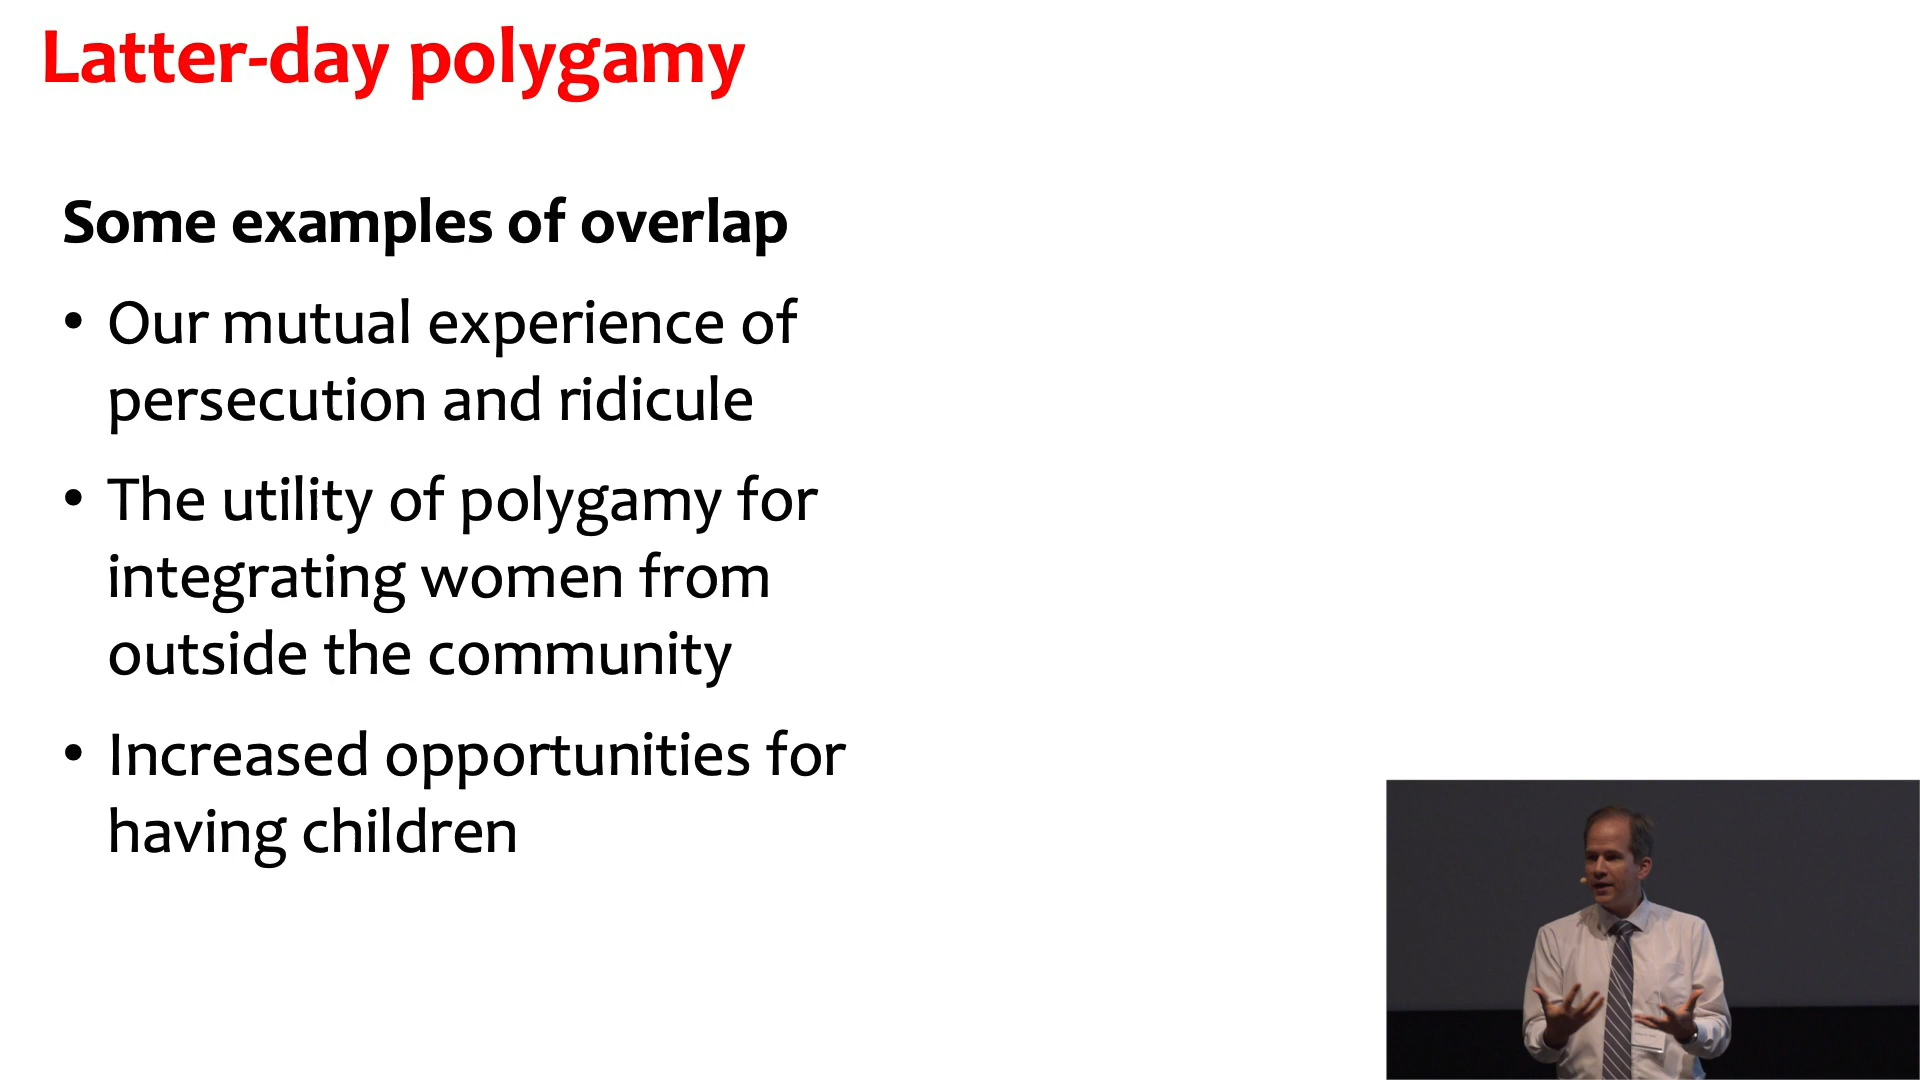 Latter-day polygamy
Some examples of overlap
• Our mutual experience of
persecution and ridicule
• The utility of polygamy for
integrating women from
outside the community
• Increased opportunities for
having children